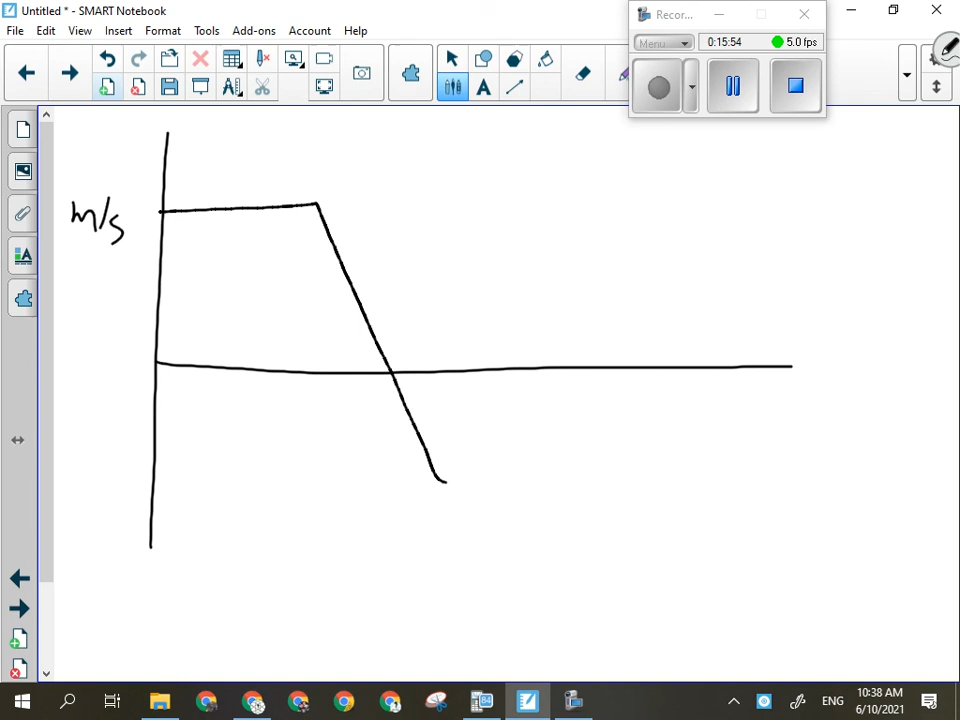 Untitled * - SMART Notebook
Recor...
File Edit View Insert Format Tools Add-ons Account Help
Menu
0:15:54
5.0 fps
A
m/s
A
84
ENG
10:38 AM
6/10/2021